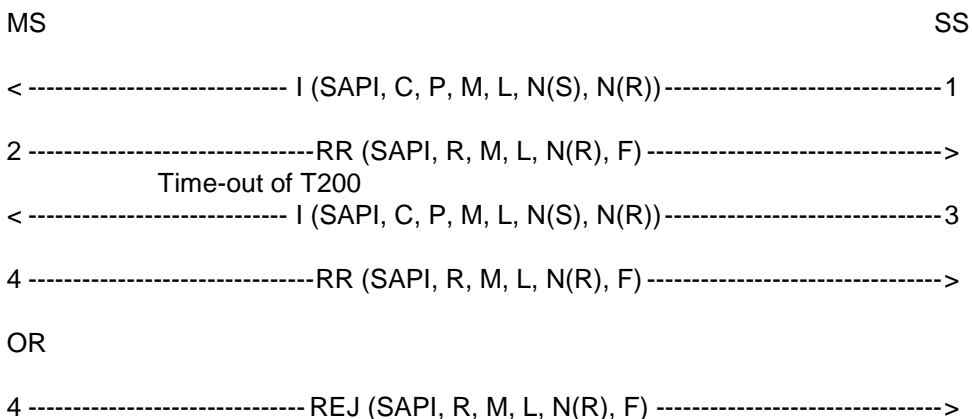 MS SS
< ----------------------------- I (SAPI, C, P, M, L, N(S), N(R)) -------------------------------1
2 --------------------------------RR (SAPI, R, M, L, N(R), F) --------------------------------->
Time-out of T200
< ----------------------------- I (SAPI, C, P, M, L, N(S), N(R)) -------------------------------3
4 --------------------------------RR (SAPI, R, M, L, N(R), F) --------------------------------->
OR
4 ------------------------------- REJ (SAPI, R, M, L, N(R), F) -------------------------------->